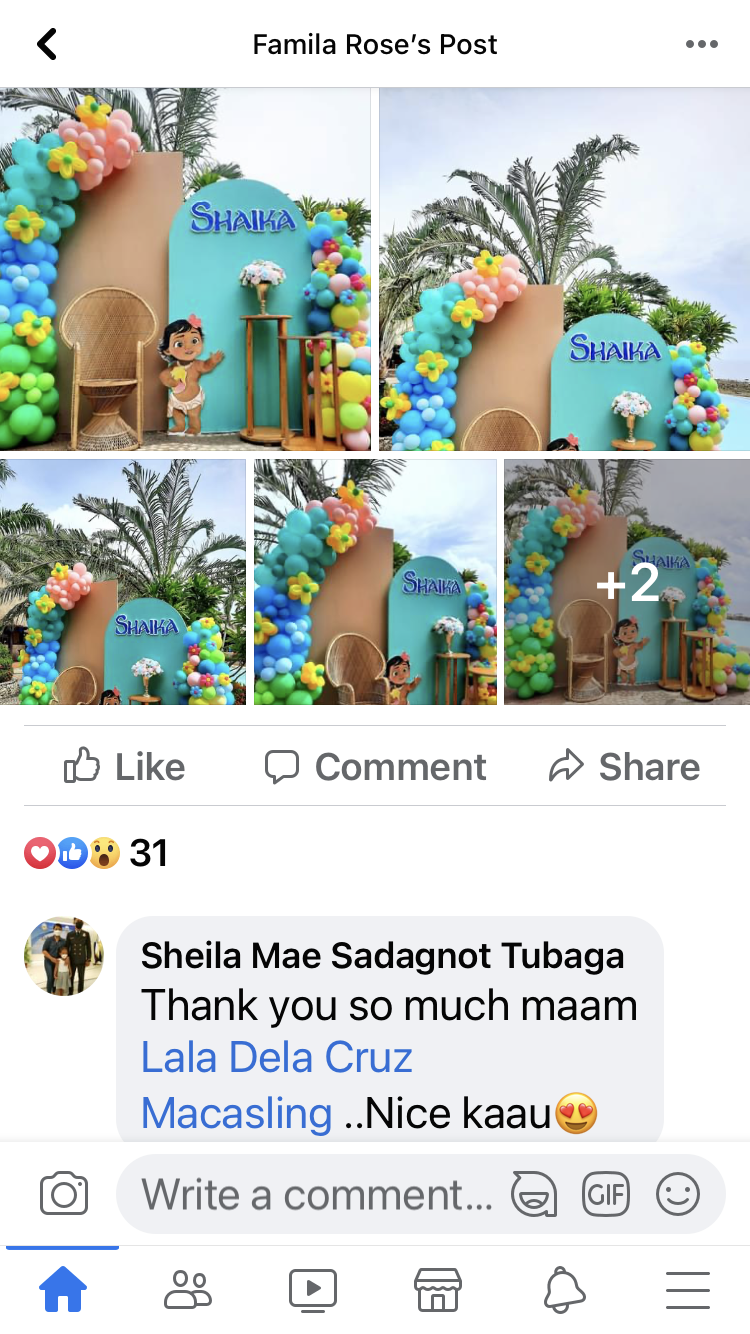 Famila Rose’s Post
SHAIKA
SHAIKA
SHAIKA
SHAIKA
SHAIKA
+2
Like
Comment
Share
31
Sheila Mae Sadagnot Tubaga
Thank you so much maam
Lala Dela Cruz
Macasling ..Nice kaau😍
Write a comment...
GIF